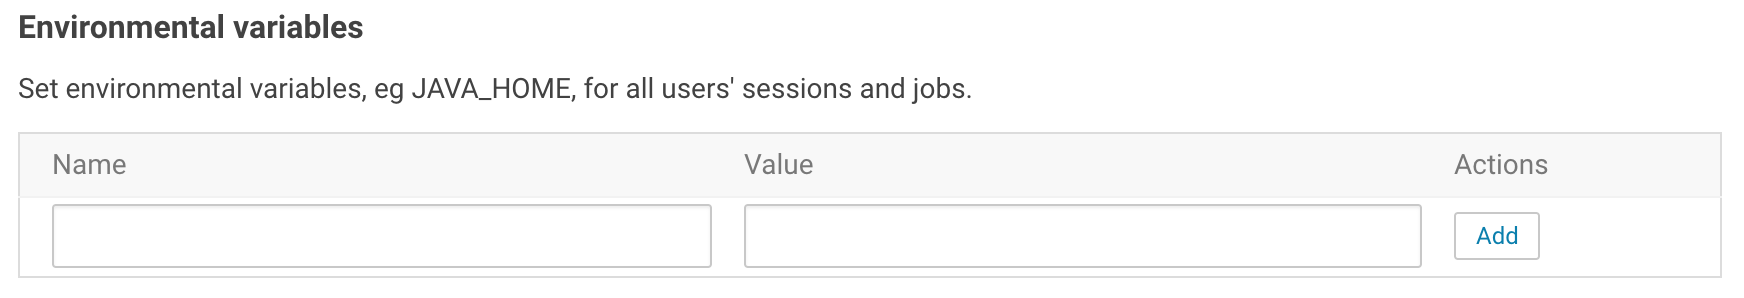 Environmental variables
Set environmental variables, eg JAVA_HOME, for all users' sessions and jobs.
Name Value Actions
Add